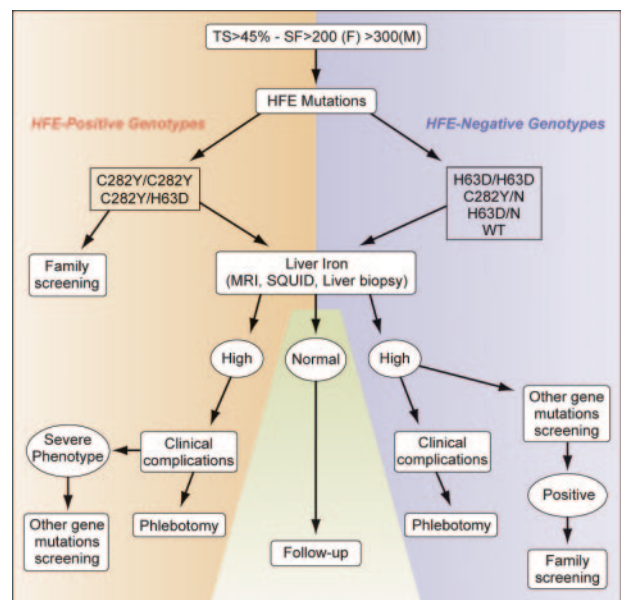 TS>45% - SF>200 (F) >300(M)
HFE Mutations
HFE-Positive Genotypes
HFE-Negative Genotypes
C282Y/C282Y
C282Y/H63D
H63D/H63D
C282Y/N
H63D/N
WT
Family
screening
Liver Iron
(MRI, SQUID, Liver biopsy)
High
Normal
High
Other gene
mutations
screening
Severe
Phenotype
Clinical
complications
Clinical
complications
Positive
Other gene
mutations
screening
Phlebotomy
Follow-up
Phlebotomy
Family
screening